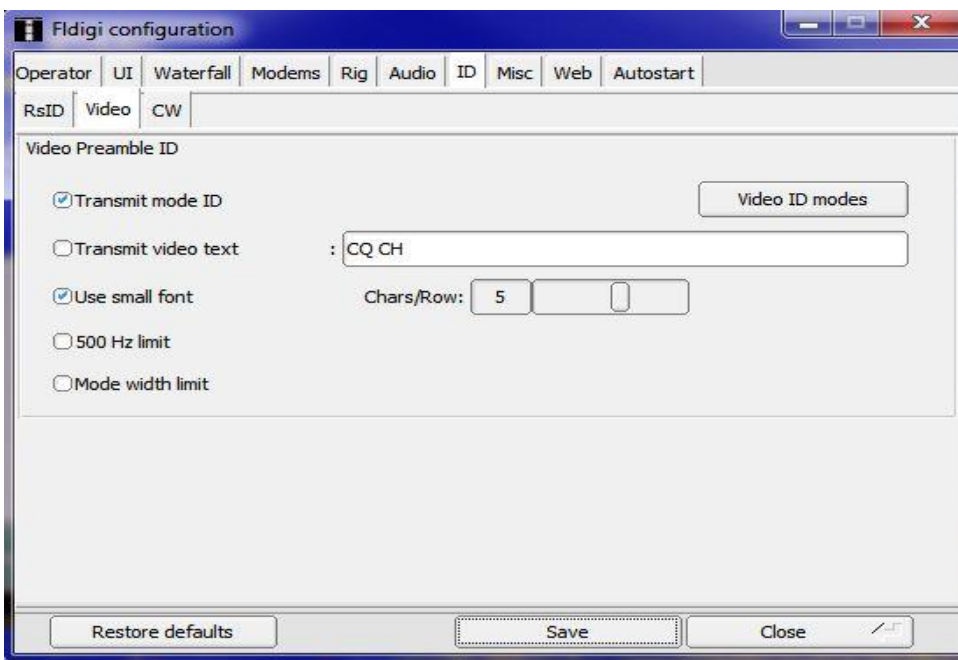 Fldigi configuration
Operator UI Waterfall Modems Rig Audio ID Misc Web Autostart
RsID Video CW
Video Preamble ID
Transmit mode ID Video ID modes
Transmit video text : CQ CH
Use small font Chars/Row: 5
500 Hz limit
Mode width limit
Restore defaults Save Close